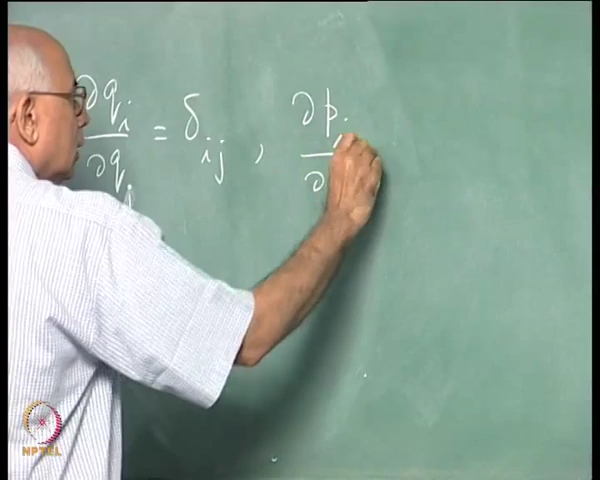 ∂q_i/∂q_j = δ_ij , ∂p_i/∂
NPTEL